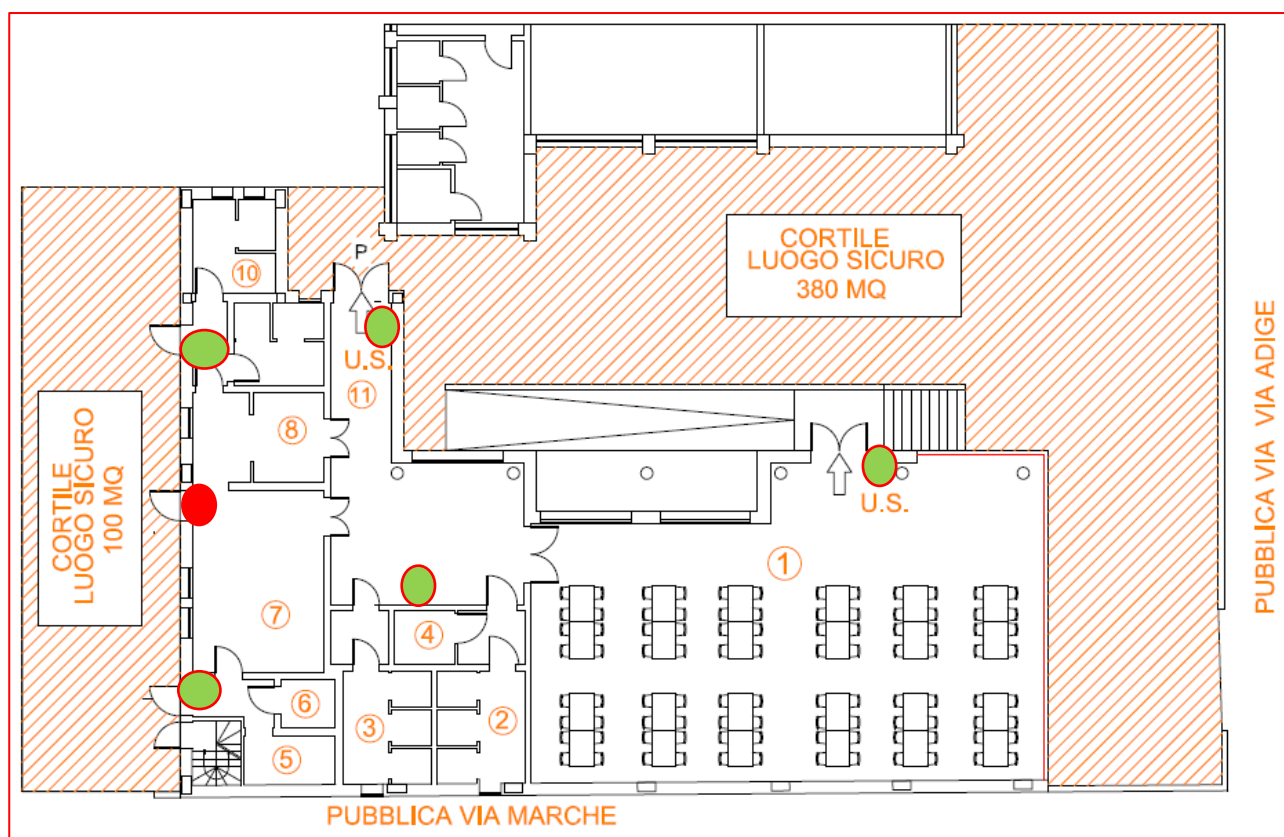 CORTILE
LUOGO SICURO
380 MQ
P
10
U.S.
11
8
CORTILE
LUOGO SICURO
100 MQ
U.S.
1
7
4
6
3
2
5
PUBBLICA VIA MARCHE
PUBBLICA VIA VIA ADIGE